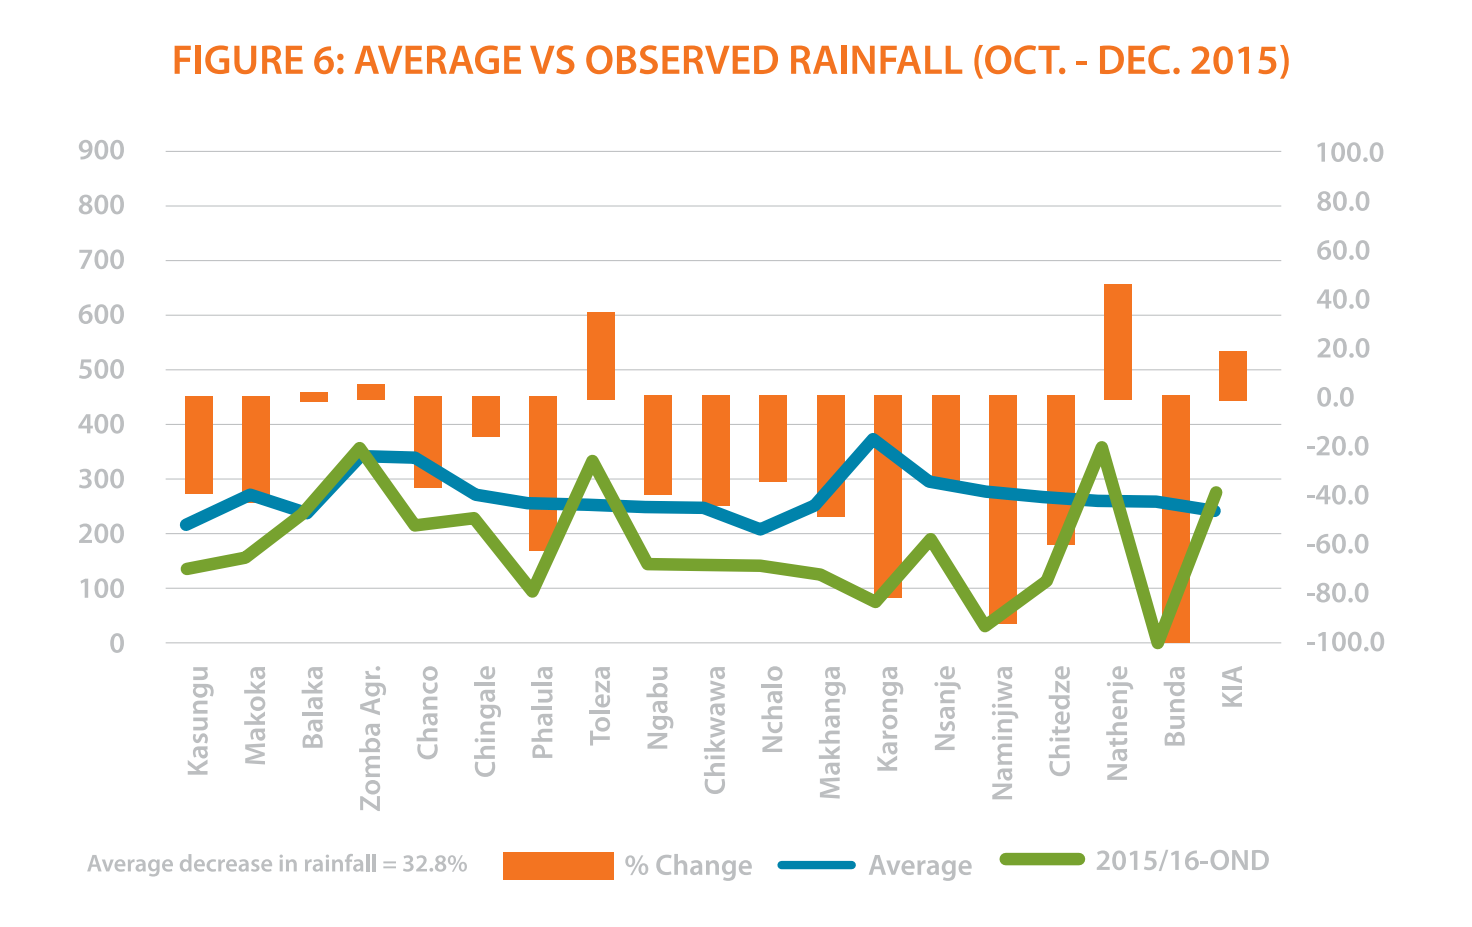 FIGURE 6: AVERAGE VS OBSERVED RAINFALL (OCT. - DEC. 2015)
900
800
700
600
500
400
300
200
100
0
100.0
80.0
60.0
40.0
20.0
0.0
-20.0
-40.0
-60.0
-80.0
-100.0
Kasungu
Makoka
Balaka
Zomba Agr.
Chanco
Chingale
Phalula
Toleza
Ngabu
Chikwawa
Nchalo
Makhanga
Karonga
Nsanje
Naminjiwa
Chitedze
Nathenje
Bunda
KIA
Average decrease in rainfall = 32.8%
% Change
Average
2015/16-OND